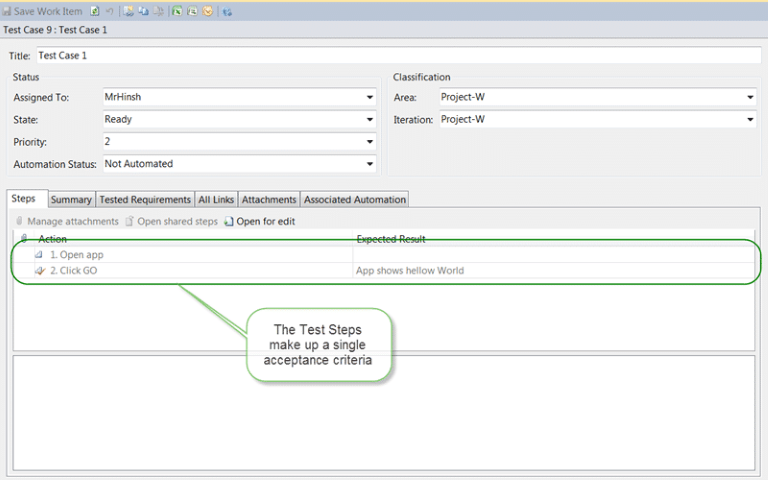 Save Work Item
Test Case 9 : Test Case 1
Title: Test Case 1
Status
Assigned To: MrHinsh
State: Ready
Priority: 2
Automation Status: Not Automated
Classification
Area: Project-W
Iteration: Project-W
Steps Summary Tested Requirements All Links Attachments Associated Automation
Manage attachments Open shared steps Open for edit
Action Expected Result
1. Open app
2. Click GO App shows hellow World
The Test Steps
make up a single
acceptance criteria